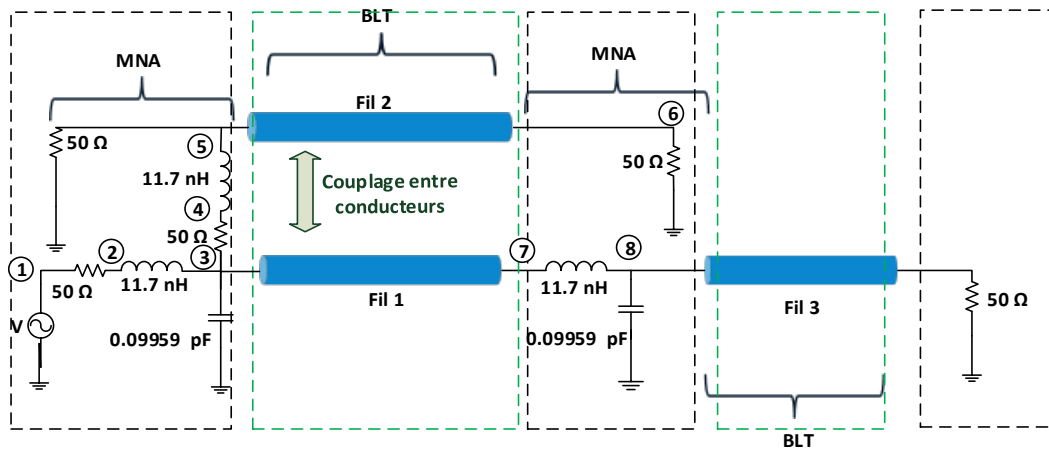 BLT
MNA
MNA
Fil 2
⑥
50 Ω
⑤
50 Ω
11.7 nH
Couplage entre
conducteurs
④
50 Ω
①
②
③
⑦
⑧
50 Ω
11.7 nH
Fil 1
11.7 nH
Fil 3
50 Ω
V
0.09959 pF
0.09959 pF
BLT